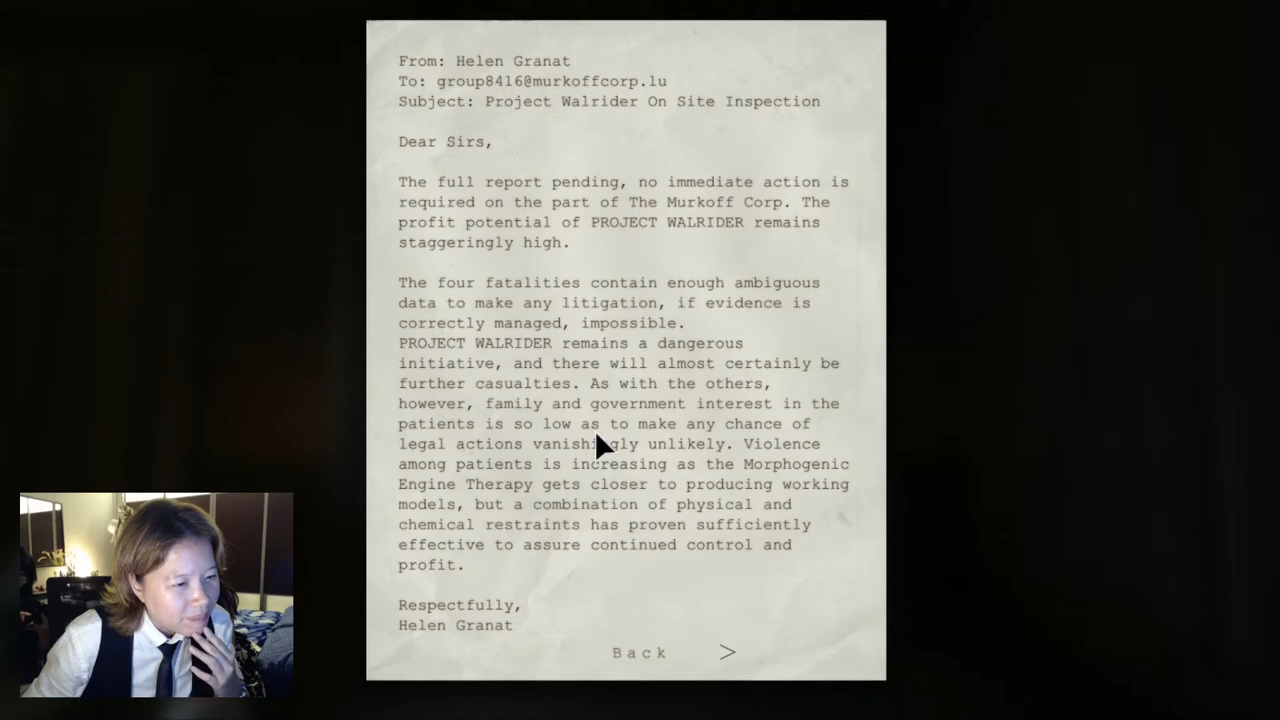 From: Helen Granat
To: group8416@murkoffcorp.lu
Subject: Project Walrider On Site Inspection
Dear Sirs,
The full report pending, no immediate action is
required on the part of The Murkoff Corp. The
profit potential of PROJECT WALRIDER remains
staggeringly high.
The four fatalities contain enough ambiguous
data to make any litigation, if evidence is
correctly managed, impossible.
PROJECT WALRIDER remains a dangerous
initiative, and there will almost certainly be
further casualties. As with the others,
however, family and government interest in the
patients is so low as to make any chance of
legal actions vanishingly unlikely. Violence
among patients is increasing as the Morphogenic
Engine Therapy gets closer to producing working
models, but a combination of physical and
chemical restraints has proven sufficiently
effective to assure continued control and
profit.
Respectfully,
Helen Granat
Back >